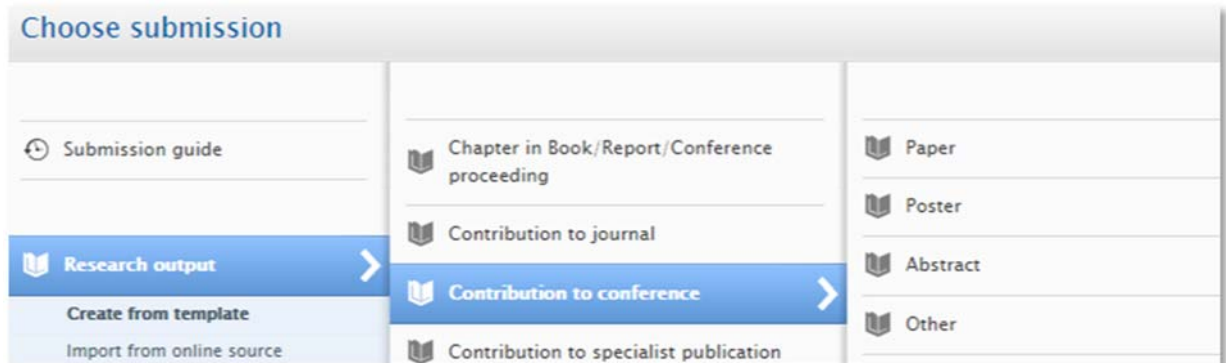 Choose submission
Submission guide
Research output
Create from template
Import from online source
Chapter in Book/Report/Conference
proceeding
Contribution to journal
Contribution to conference
Contribution to specialist publication
Paper
Poster
Abstract
Other